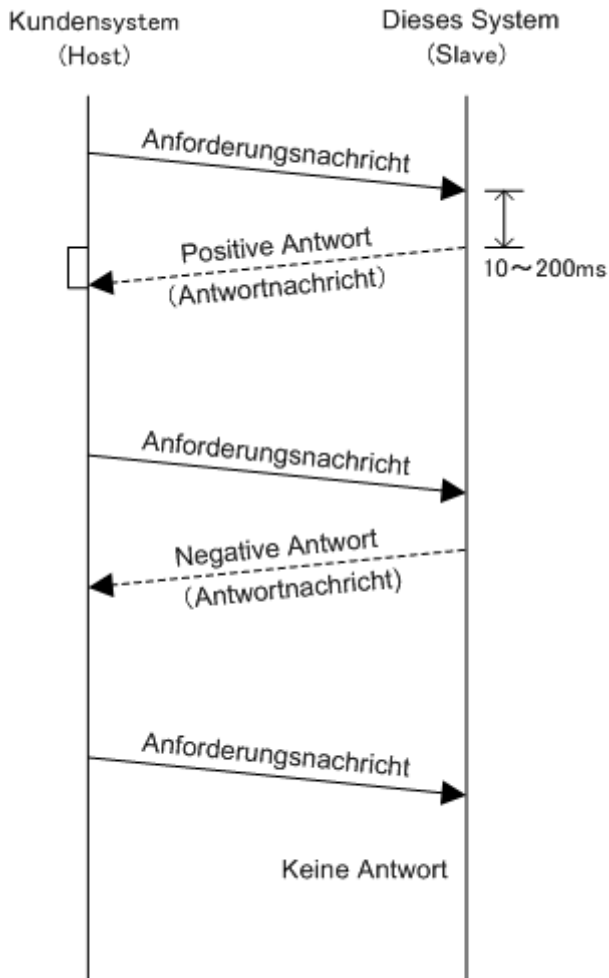 Kundensystem
(Host)
Dieses System
(Slave)
Anforderungsnachricht
Positive Antwort
(Antwortnachricht)
10～200ms
Anforderungsnachricht
Negative Antwort
(Antwortnachricht)
Anforderungsnachricht
Keine Antwort